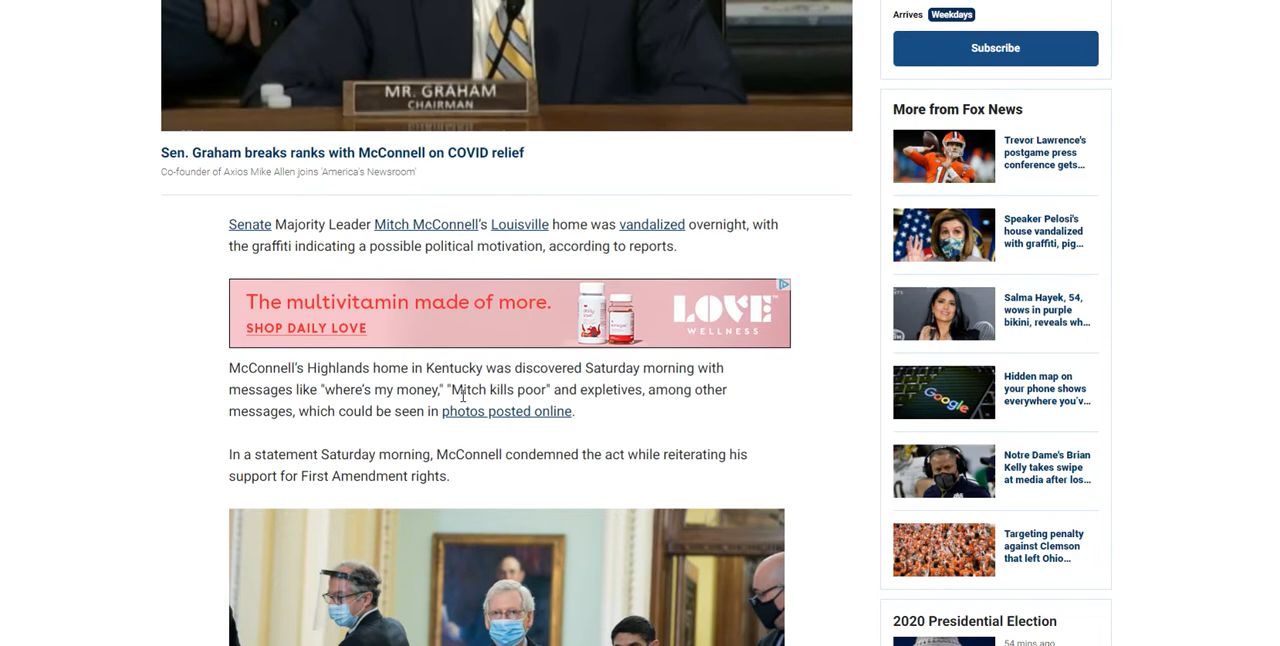 MR. GRAHAM
CHAIRMAN
Sen. Graham breaks ranks with McConnell on COVID relief
Co-founder of Axios Mike Allen joins 'America's Newsroom'
Senate Majority Leader Mitch McConnell's Louisville home was vandalized overnight, with
the graffiti indicating a possible political motivation, according to reports.
The multivitamin made of more.
SHOP DAILY LOVE
LOVE™
WELLNESS
McConnell's Highlands home in Kentucky was discovered Saturday morning with
messages like "where's my money," "Mitch kills poor" and expletives, among other
messages, which could be seen in photos posted online.
In a statement Saturday morning, McConnell condemned the act while reiterating his
support for First Amendment rights.
Arrives Weekdays
Subscribe
More from Fox News
Trevor Lawrence's
postgame press
conference gets...
Speaker Pelosi's
house vandalized
with graffiti, pig...
Salma Hayek, 54,
wows in purple
bikini, reveals wh...
Google
Hidden map on
your phone shows
everywhere you'v...
Notre Dame's Brian
Kelly takes swipe
at media after los...
Targeting penalty
against Clemson
that left Ohio...
2020 Presidential Election
54 mins ago